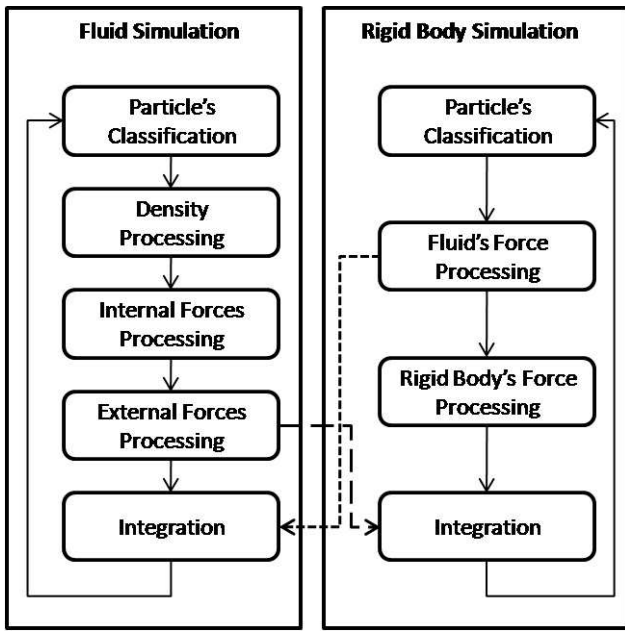 Fluid Simulation
Particle's
Classification
Density
Processing
Internal Forces
Processing
External Forces
Processing
Integration
Rigid Body Simulation
Particle's
Classification
Fluid's Force
Processing
Rigid Body's Force
Processing
Integration